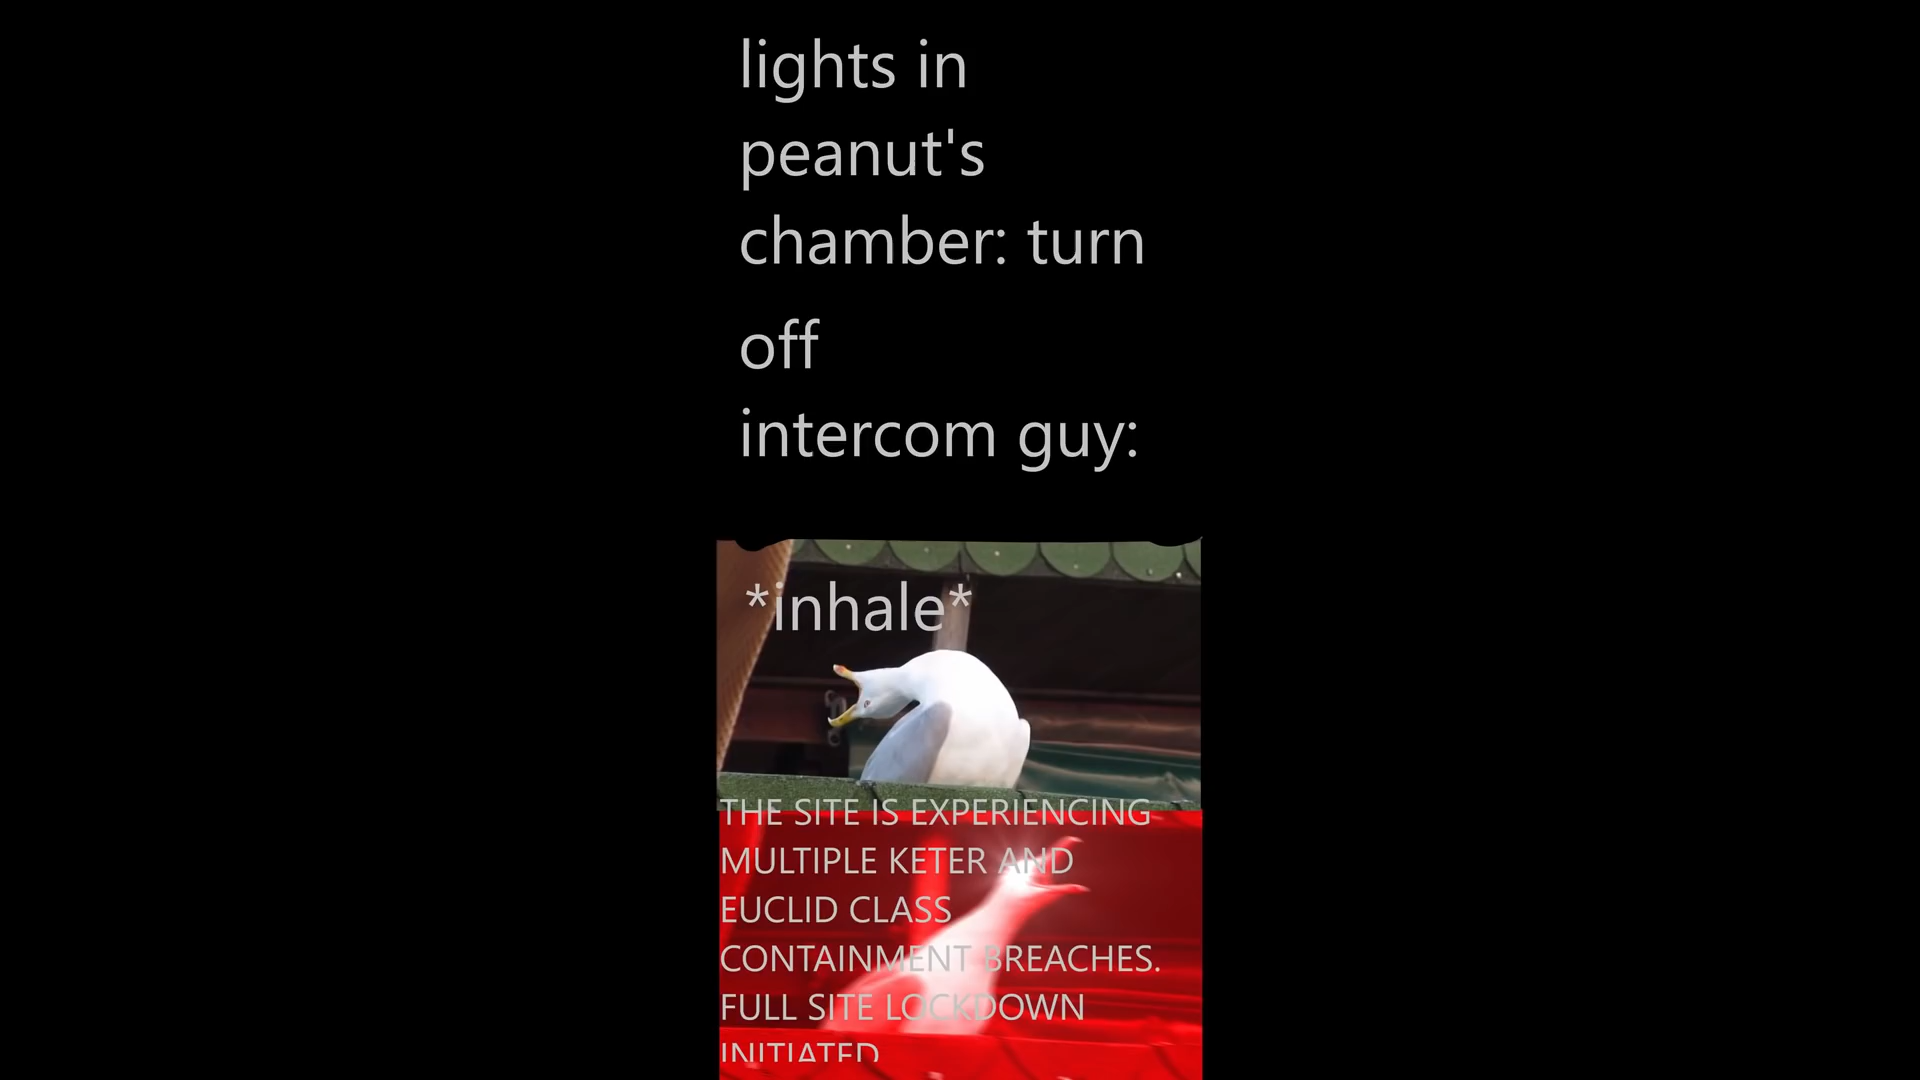 lights in
peanut's
chamber: turn
off
intercom guy:
*inhale*
THE SITE IS EXPERIENCING
MULTIPLE KETER AND
EUCLID CLASS
CONTAINMENT BREACHES.
FULL SITE LOCKDOWN
INITIATED